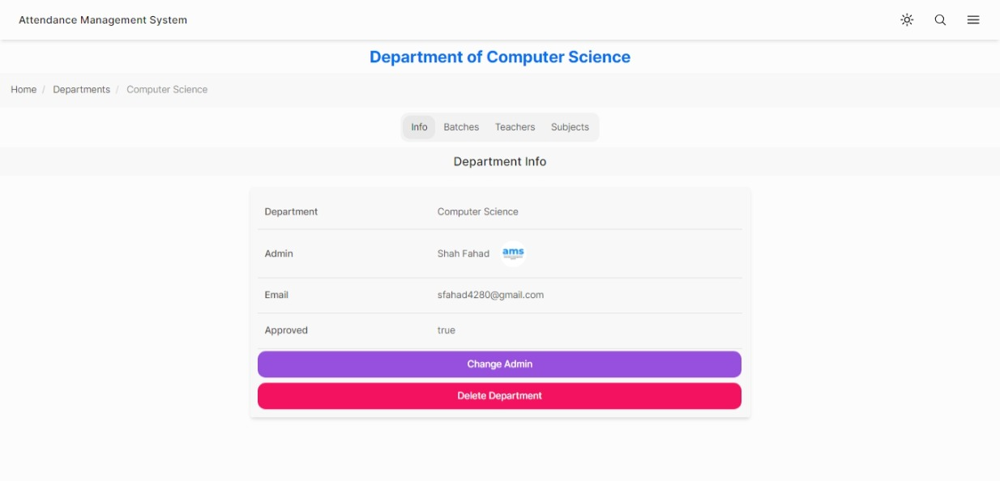 Attendance Management System
Department of Computer Science
Home / Departments / Computer Science
Info Batches Teachers Subjects
Department Info
Department Computer Science
Admin Shah Fahad ams
Email sfahad4280@gmail.com
Approved true
Change Admin
Delete Department